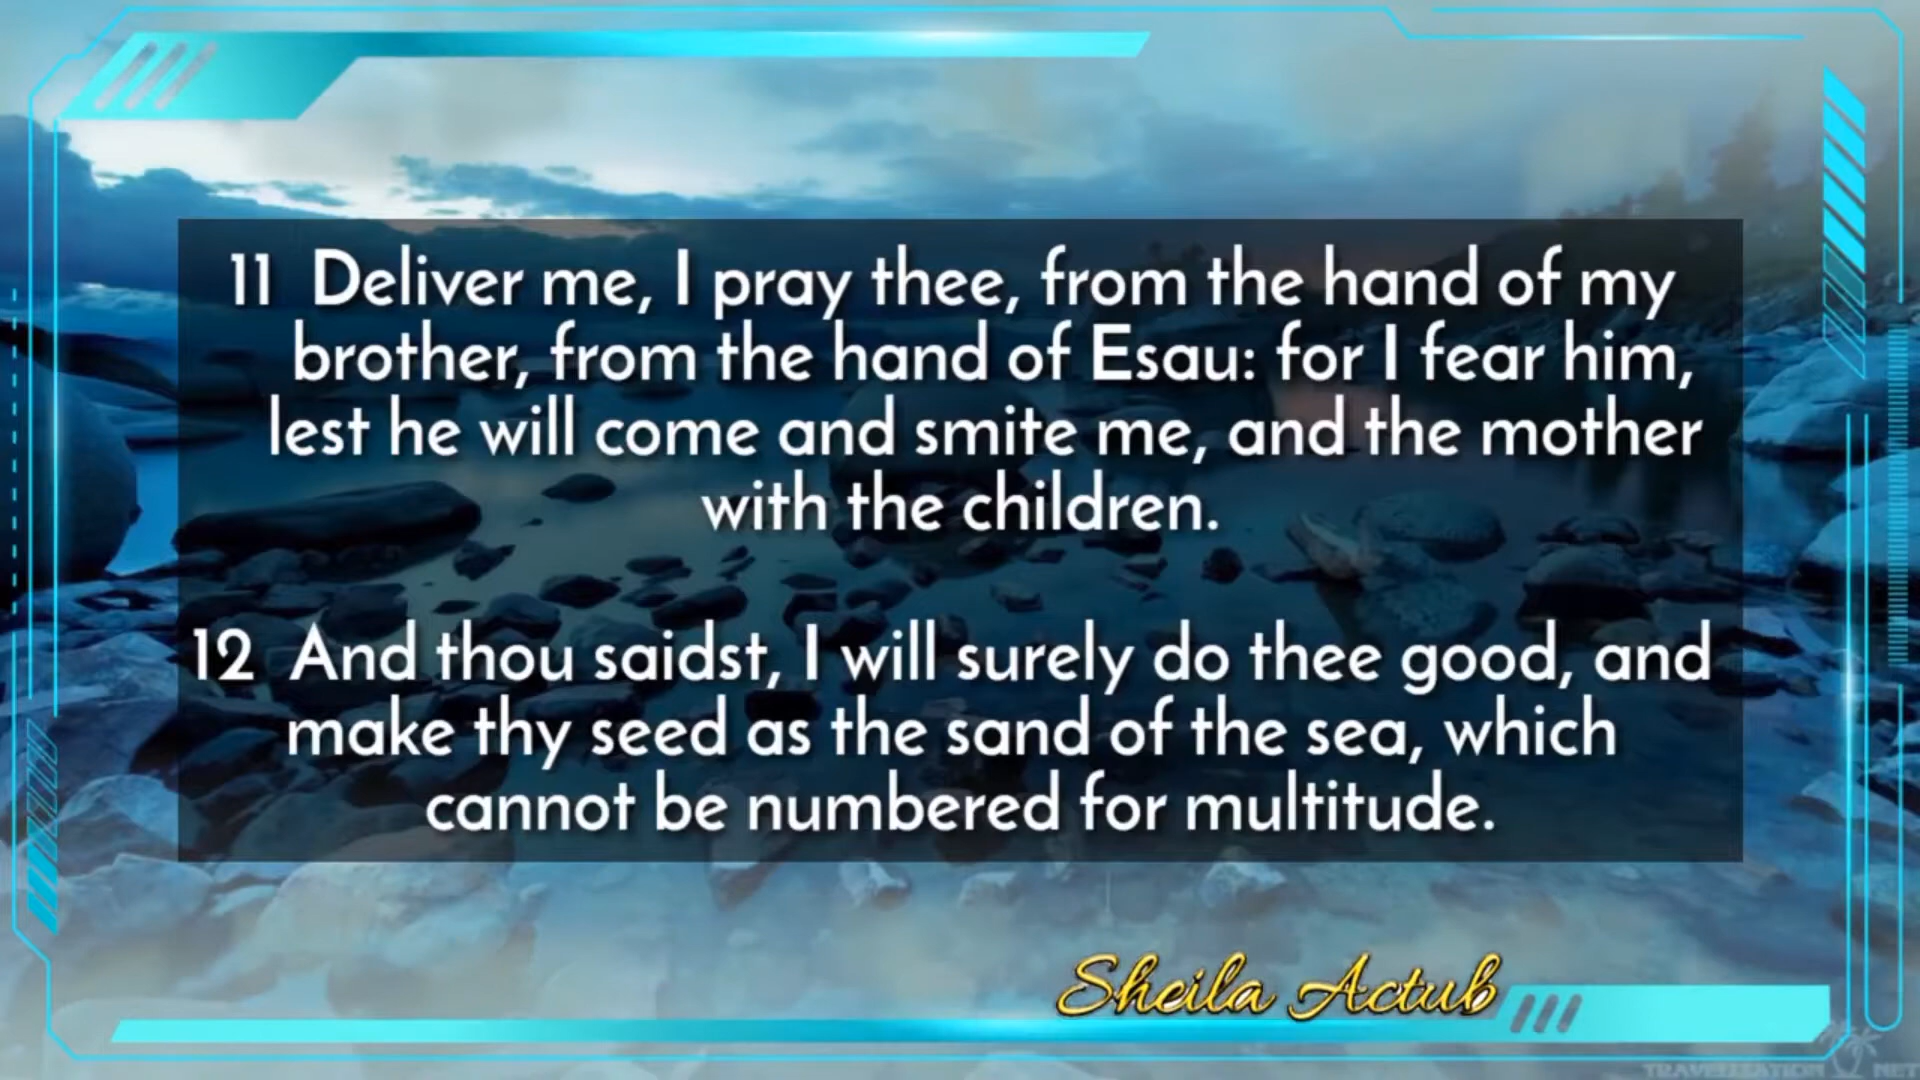 11 Deliver me, I pray thee, from the hand of my
brother, from the hand of Esau: for I fear him,
lest he will come and smite me, and the mother
with the children.
12 And thou saidst, I will surely do thee good, and
make thy seed as the sand of the sea, which
cannot be numbered for multitude.
Sheila Actub
TRAVELIZATION NET